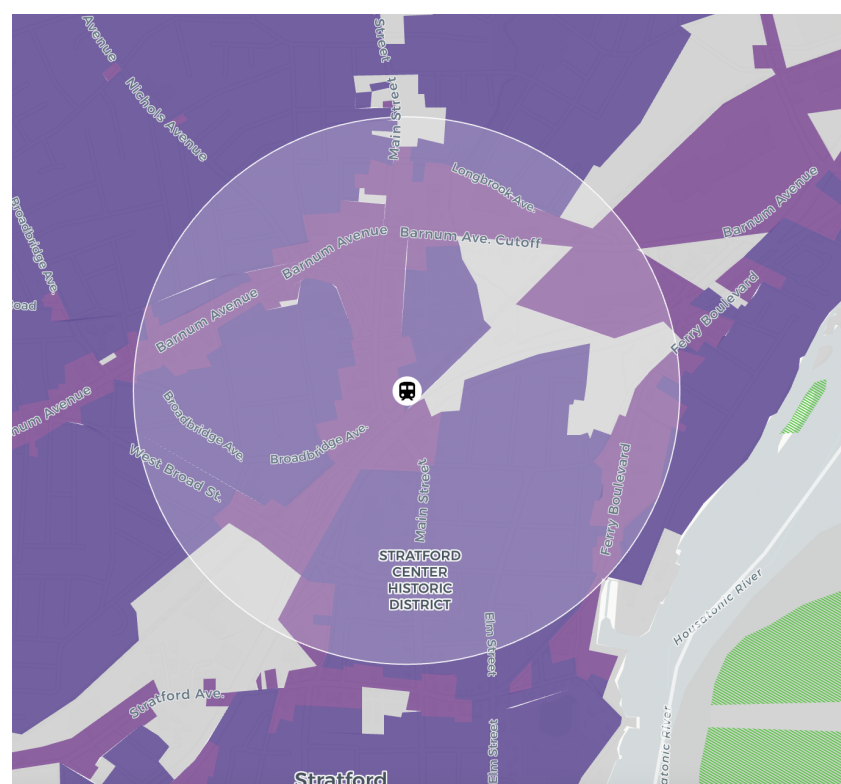 Avenue
Street
Nichols Avenue
Main Street
Longbrook Ave.
Barnum Avenue
Broadbridge Ave.
Barnum Avenue
Barnum Ave. Cutoff
oad
Barnum Avenue
Ferry Boulevard
num Avenue
Broadbridge Ave.
Broadbridge Ave.
West Broad St.
Main Street
Ferry Boulevard
STRATFORD
CENTER
HISTORIC
DISTRICT
Housatonic River
Elm Street
Stratford Ave.
Elm Street
atonic River
Stratford